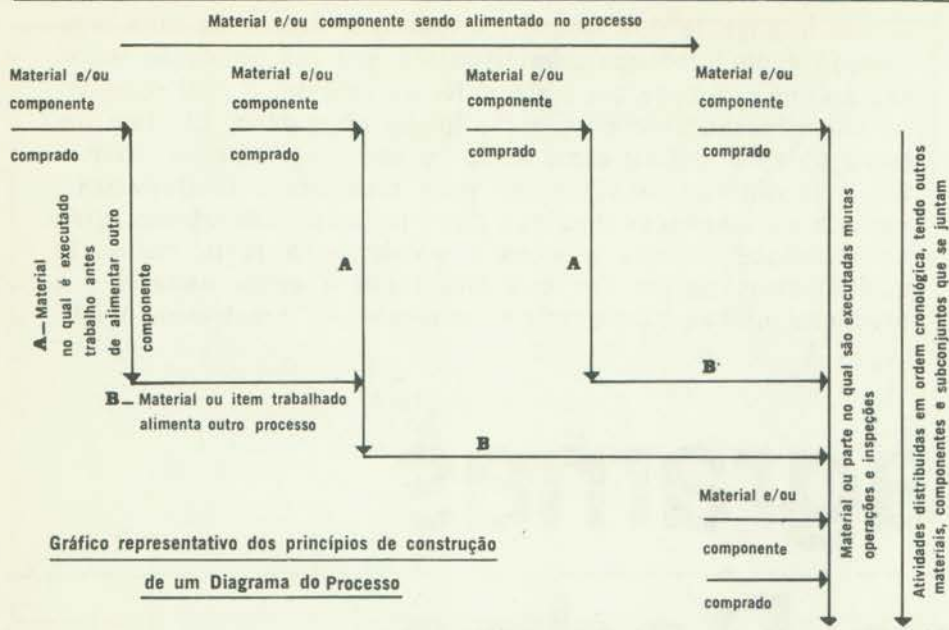 Material e/ou componente sendo alimentado no processo
Material e/ou
componente
comprado
Material e/ou
componente
comprado
Material e/ou
componente
comprado
Material e/ou
componente
comprado
A — Material
no qual é executado
trabalho antes
de alimentar outro
componente
A
A
B — Material ou item trabalhado
alimenta outro processo
B
B
Material e/ou
componente
comprado
Material ou parte no qual são executadas muitas
operações e inspeções
Atividades distribuídas em ordem cronológica, tendo outros
materiais, componentes e subconjuntos que se juntam
Gráfico representativo dos princípios de construção
de um Diagrama do Processo